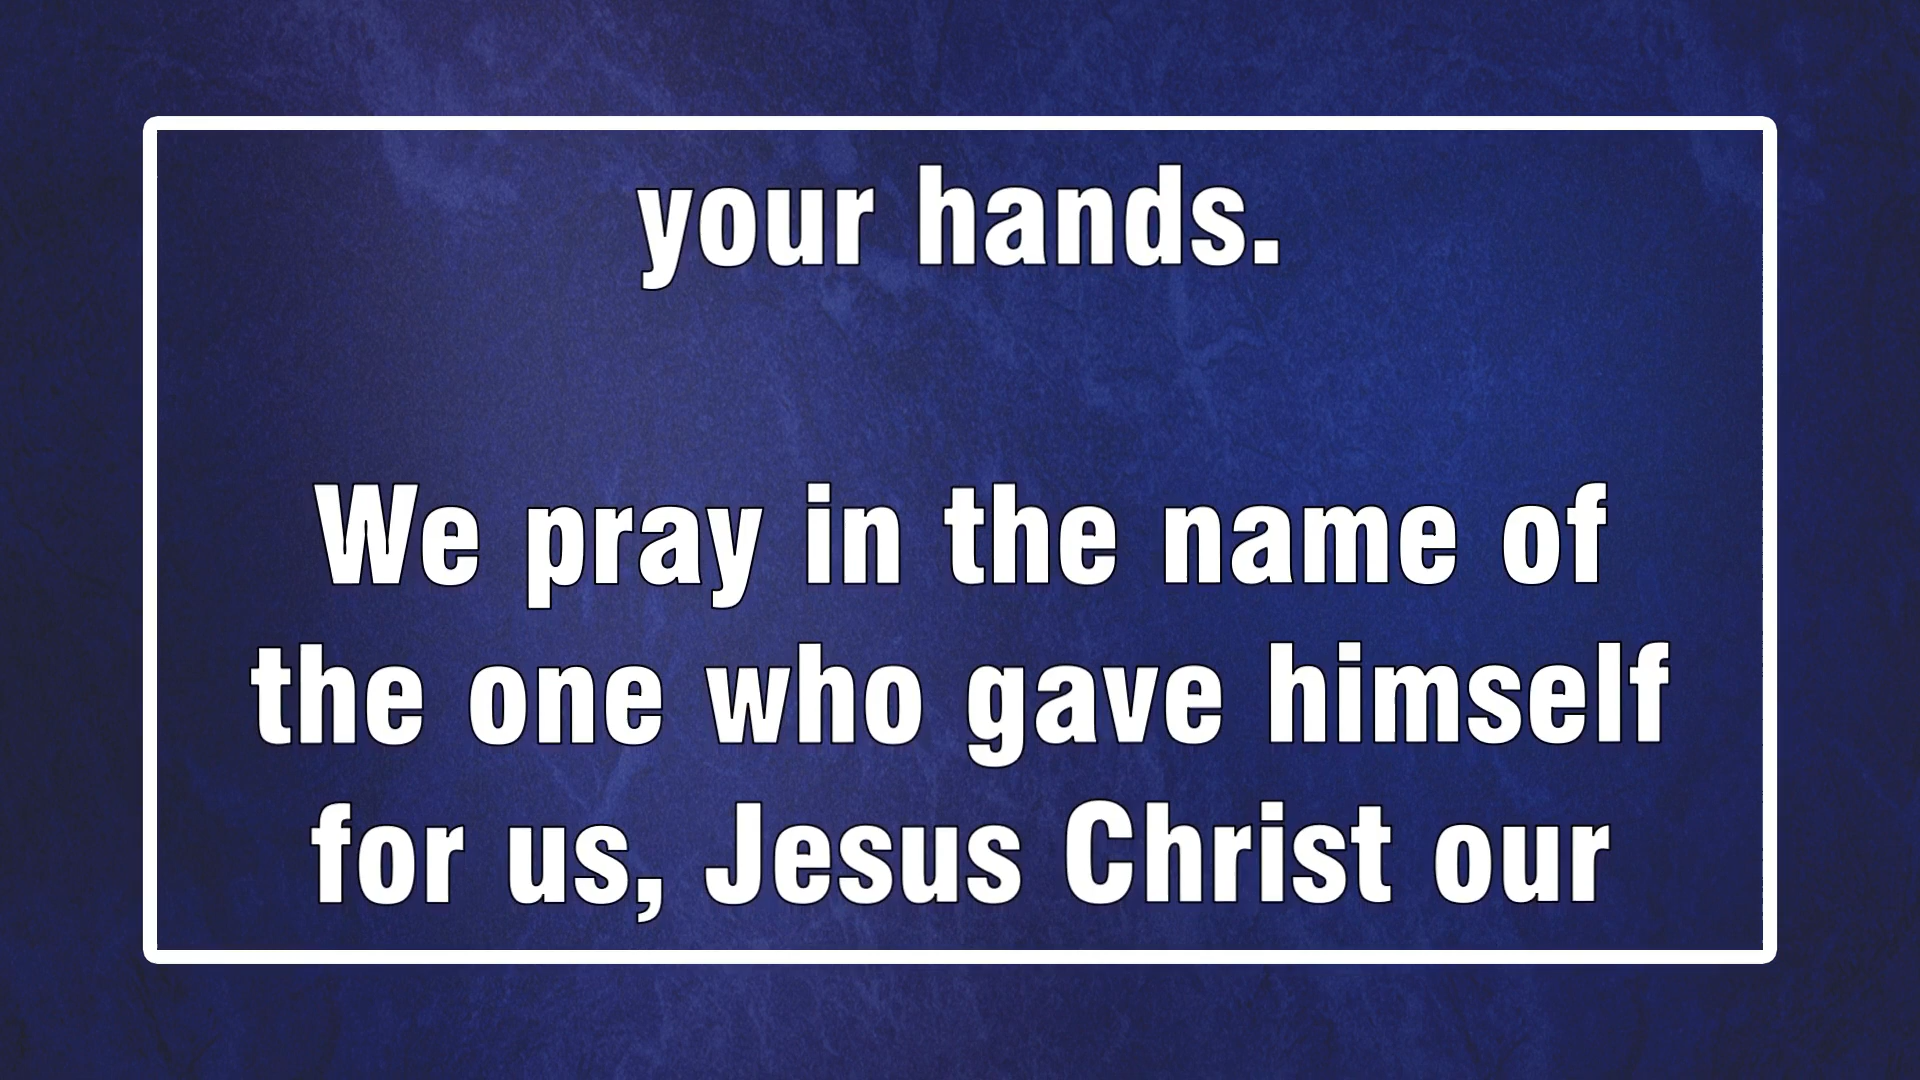 your hands.
We pray in the name of
the one who gave himself
for us, Jesus Christ our